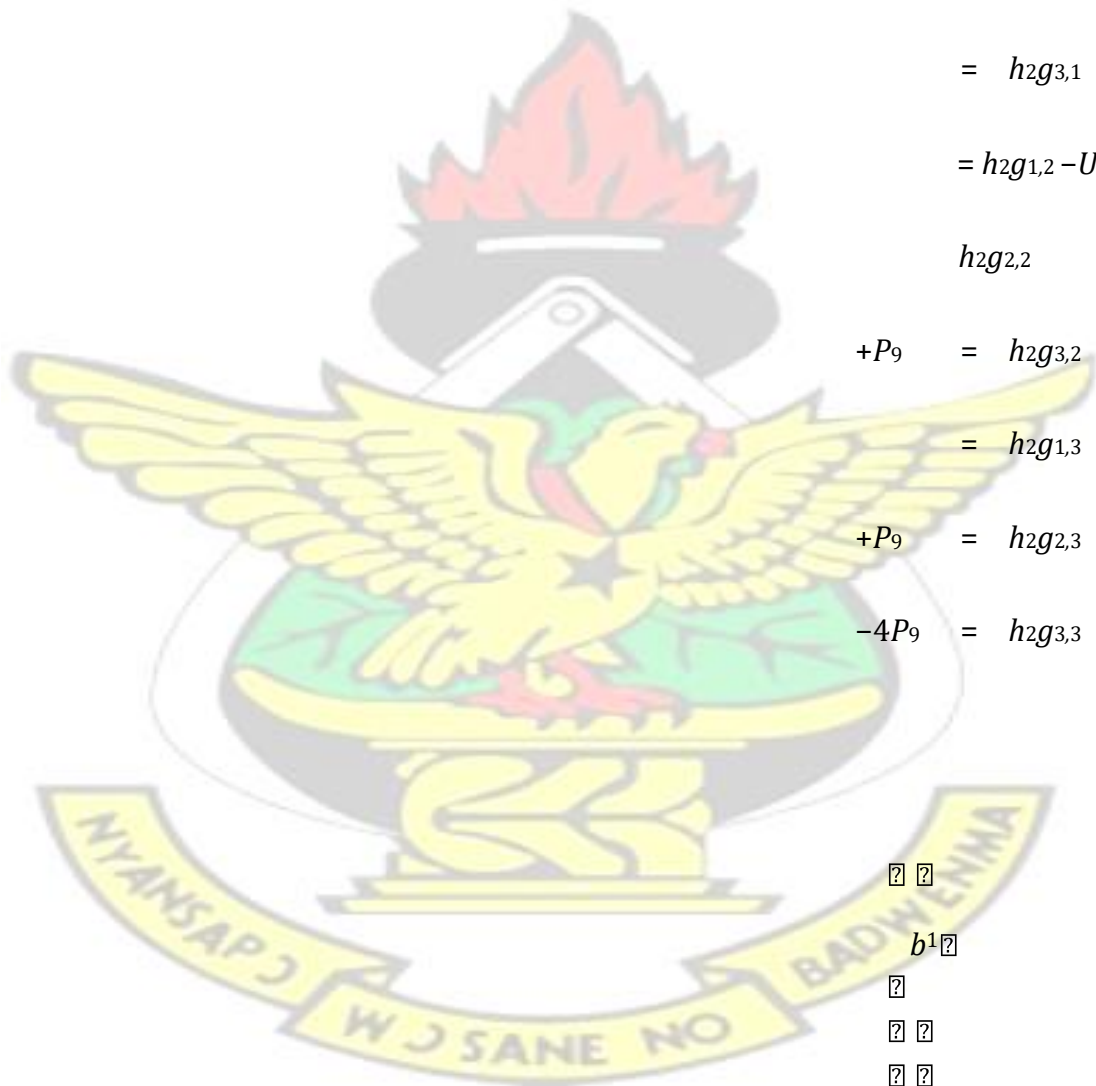 = h2g3,1
= h2g1,2 −U
h2g2,2
+P9 = h2g3,2
= h2g1,3
+P9 = h2g2,3
−4P9 = h2g3,3
b1
NYANSAPƆ
WƆ SANE NO
BADWENMA